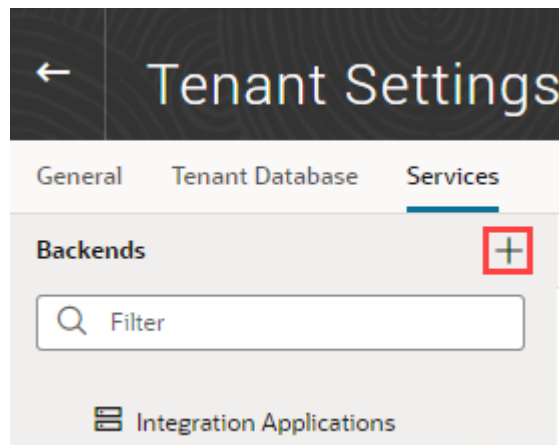 Tenant Settings
General Tenant Database Services
Backends
Filter
Integration Applications